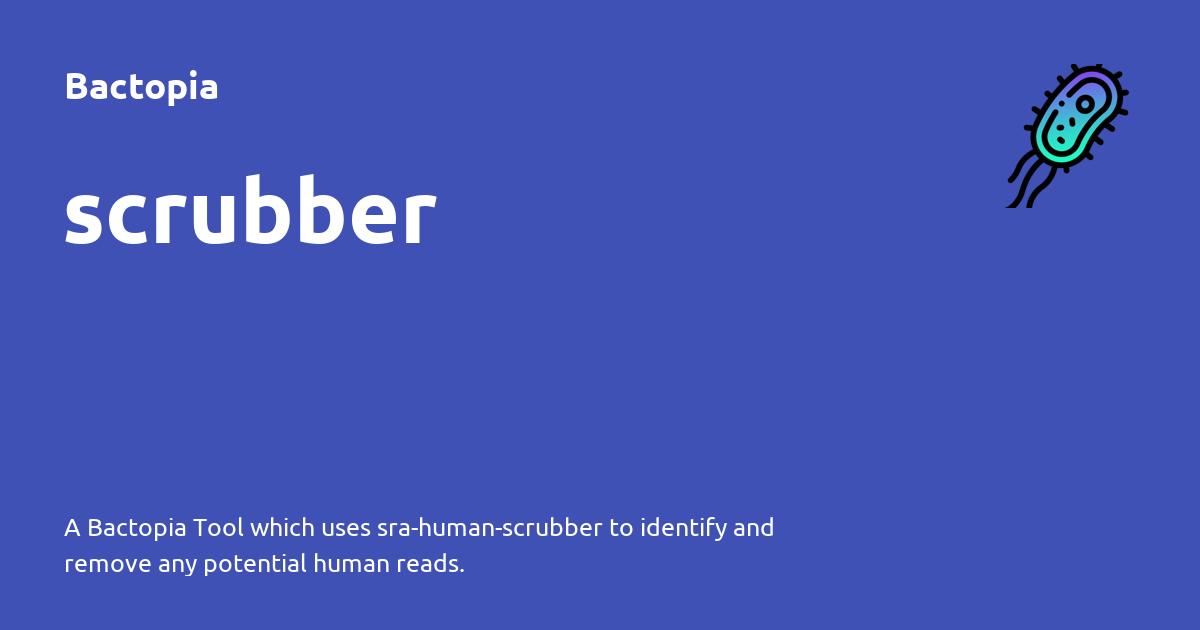 Bactopia
scrubber
A Bactopia Tool which uses sra-human-scrubber to identify and
remove any potential human reads.